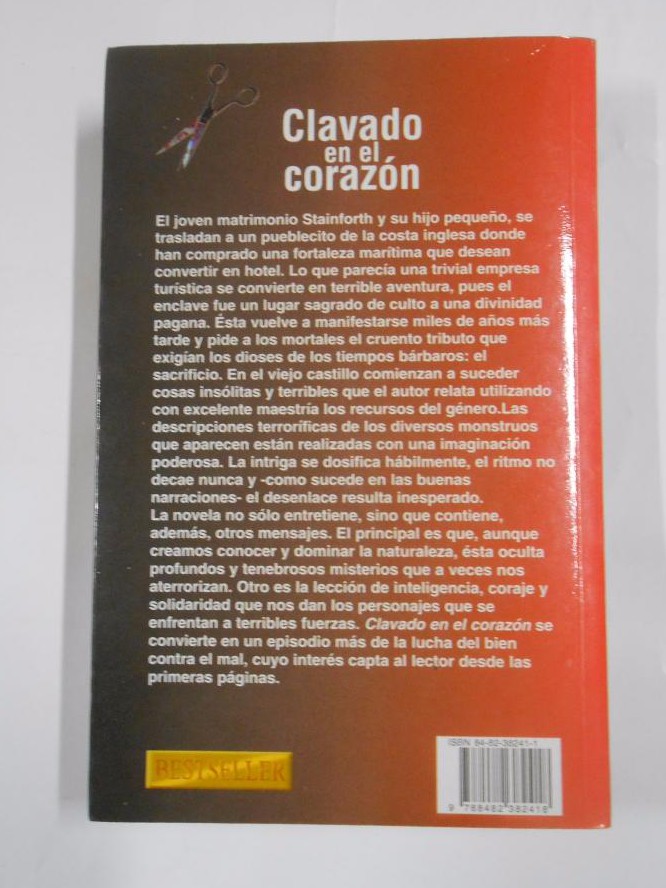 Clavado
en el
corazón
El joven matrimonio Stainforth y su hijo pequeño, se
trasladan a un pueblecito de la costa inglesa donde
han comprado una fortaleza marítima que desean
convertir en hotel. Lo que parecía una trivial empresa
turística se convierte en terrible aventura, pues el
enclave fue un lugar sagrado de culto a una divinidad
pagana. Ésta vuelve a manifestarse miles de años más
tarde y pide a los mortales el cruento tributo que
exigían los dioses de los tiempos bárbaros: el
sacrificio. En el viejo castillo comienzan a suceder
cosas insólitas y terribles que el autor relata utilizando
con excelente maestría los recursos del género.Las
descripciones terroríficas de los diversos monstruos
que aparecen están realizadas con una imaginación
poderosa. La intriga se dosifica hábilmente, el ritmo no
decae nunca y -como sucede en las buenas
narraciones- el desenlace resulta inesperado.
La novela no sólo entretiene, sino que contiene,
además, otros mensajes. El principal es que, aunque
creamos conocer y dominar la naturaleza, ésta oculta
profundos y tenebrosos misterios que a veces nos
aterrorizan. Otro es la lección de inteligencia, coraje y
solidaridad que nos dan los personajes que se
enfrentan a terribles fuerzas. Clavado en el corazón se
convierte en un episodio más de la lucha del bien
contra el mal, cuyo interés capta al lector desde las
primeras páginas.
BESTSELLER
ISBN 84-82-38241-1
9 788482 382418